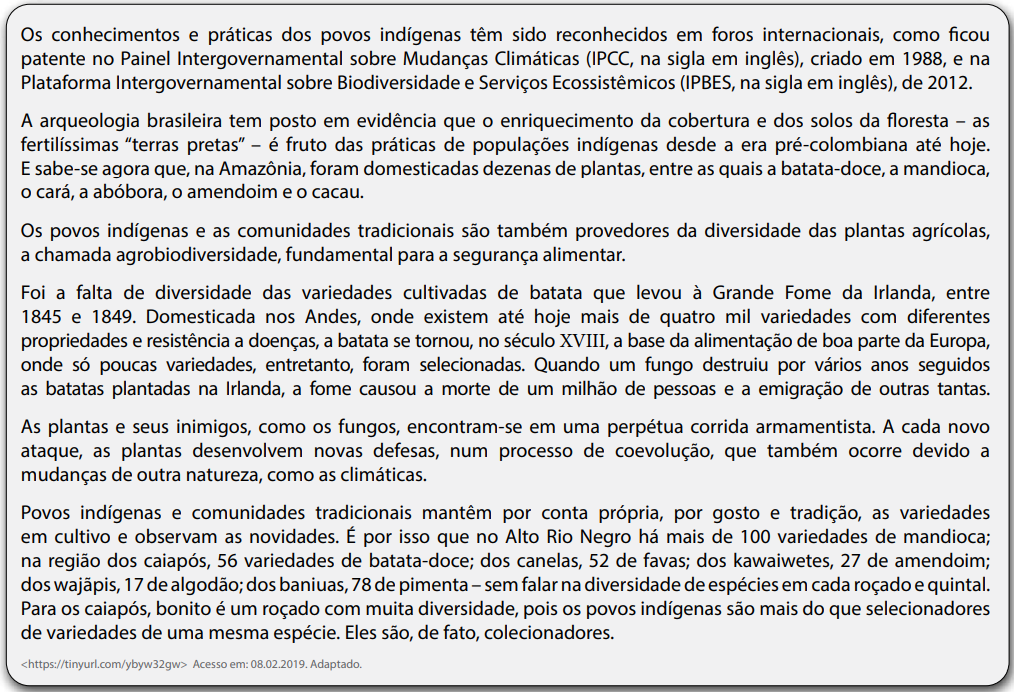 Os conhecimentos e práticas dos povos indígenas têm sido reconhecidos em foros internacionais, como ficou
patente no Painel Intergovernamental sobre Mudanças Climáticas (IPCC, na sigla em inglês), criado em 1988, e na
Plataforma Intergovernamental sobre Biodiversidade e Serviços Ecossistêmicos (IPBES, na sigla em inglês), de 2012.
A arqueologia brasileira tem posto em evidência que o enriquecimento da cobertura e dos solos da floresta – as
fertilíssimas “terras pretas” – é fruto das práticas de populações indígenas desde a era pré-colombiana até hoje.
E sabe-se agora que, na Amazônia, foram domesticadas dezenas de plantas, entre as quais a batata-doce, a mandioca,
o cará, a abóbora, o amendoim e o cacau.
Os povos indígenas e as comunidades tradicionais são também provedores da diversidade das plantas agrícolas,
a chamada agrobiodiversidade, fundamental para a segurança alimentar.
Foi a falta de diversidade das variedades cultivadas de batata que levou à Grande Fome da Irlanda, entre
1845 e 1849. Domesticada nos Andes, onde existem até hoje mais de quatro mil variedades com diferentes
propriedades e resistência a doenças, a batata se tornou, no século XVIII, a base da alimentação de boa parte da Europa,
onde só poucas variedades, entretanto, foram selecionadas. Quando um fungo destruiu por vários anos seguidos
as batatas plantadas na Irlanda, a fome causou a morte de um milhão de pessoas e a emigração de outras tantas.
As plantas e seus inimigos, como os fungos, encontram-se em uma perpétua corrida armamentista. A cada novo
ataque, as plantas desenvolvem novas defesas, num processo de coevolução, que também ocorre devido a
mudanças de outra natureza, como as climáticas.
Povos indígenas e comunidades tradicionais mantêm por conta própria, por gosto e tradição, as variedades
em cultivo e observam as novidades. É por isso que no Alto Rio Negro há mais de 100 variedades de mandioca;
na região dos caiapós, 56 variedades de batata-doce; dos canelas, 52 de favas; dos kawaiwetes, 27 de amendoim;
dos wajãpis, 17 de algodão; dos baniuas, 78 de pimenta – sem falar na diversidade de espécies em cada roçado e quintal.
Para os caiapós, bonito é um roçado com muita diversidade, pois os povos indígenas são mais do que selecionadores
de variedades de uma mesma espécie. Eles são, de fato, colecionadores.
<https://tinyurl.com/ybyw32gw> Acesso em: 08.02.2019. Adaptado.